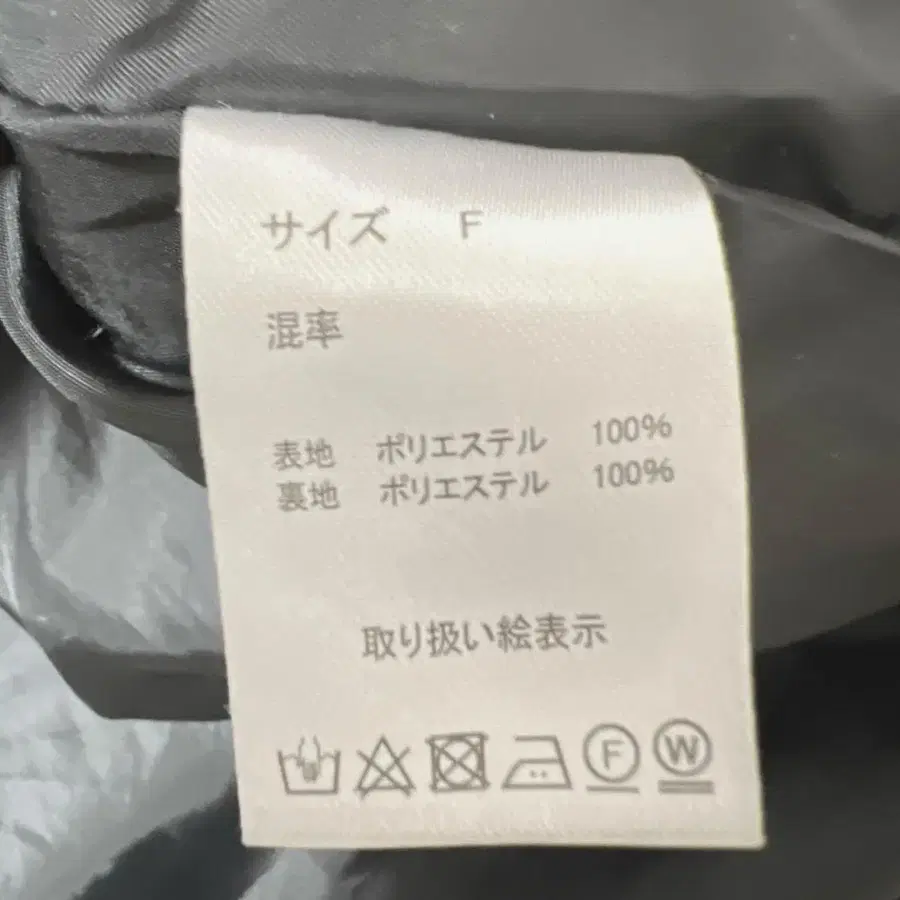 サイズ F
混率
表地 ポリエステル 100%
裏地 ポリエステル 100%
取り扱い絵表示
F W